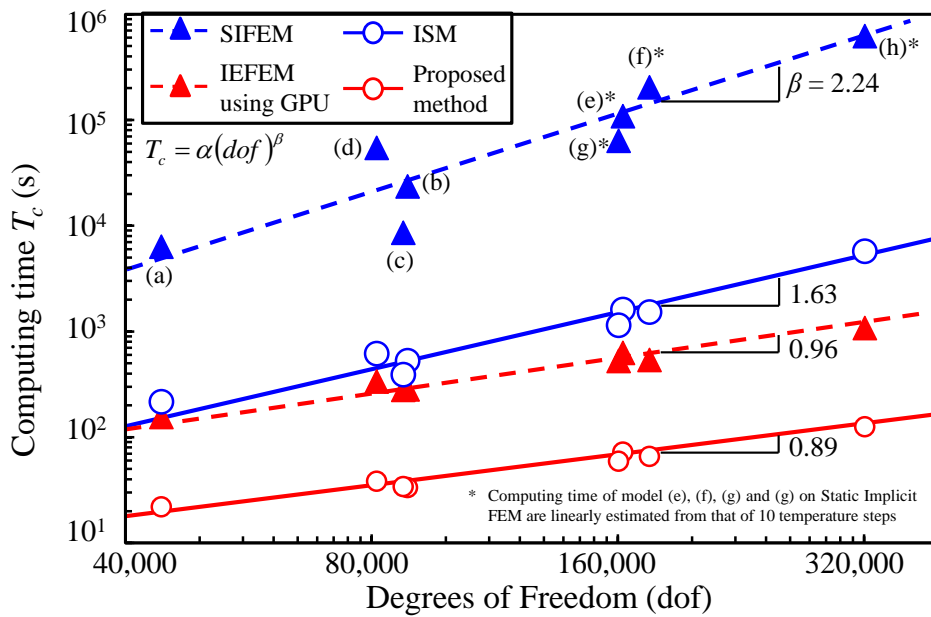 10^6
10^5
10^4
10^3
10^2
10^1
Computing time T_c (s)
SIFEM
ISM
IEFEM
using GPU
Proposed
method
T_c = α(dof)^β
(a)
(b)
(c)
(d)
(e)*
(f)*
(g)*
(h)*
β = 2.24
1.63
0.96
0.89
* Computing time of model (e), (f), (g) and (g) on Static Implicit
FEM are linearly estimated from that of 10 temperature steps
40,000
80,000
160,000
320,000
Degrees of Freedom (dof)